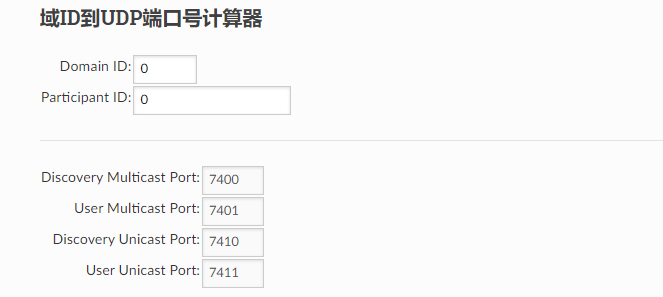 域ID到UDP端口号计算器
Domain ID: 0
Participant ID: 0
Discovery Multicast Port: 7400
User Multicast Port: 7401
Discovery Unicast Port: 7410
User Unicast Port: 7411